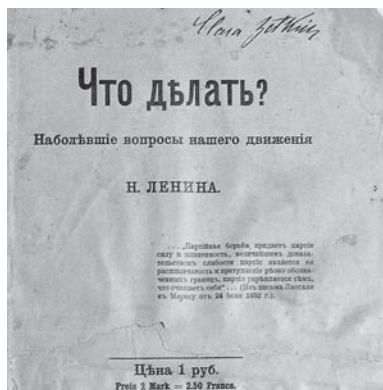 Clara Zetkin
Что дѣлать?
Наболѣвшіе вопросы нашего движенія
Н. ЛЕНИНА.
. . . „Партійная борьба придаетъ партіи
силу и жизненность, величайшимъ доказа-
тельствомъ слабости партіи является ея
расплывчатость и притупленіе рѣзко обозна-
ченныхъ границъ, партія укрѣпляется тѣмъ,
что очищаетъ себя“ . . . (Изъ письма Лассаля
къ Марксу отъ 24 іюня 1852 г.).
Цѣна 1 руб.
Preis 2 Mark = 2.50 Francs.